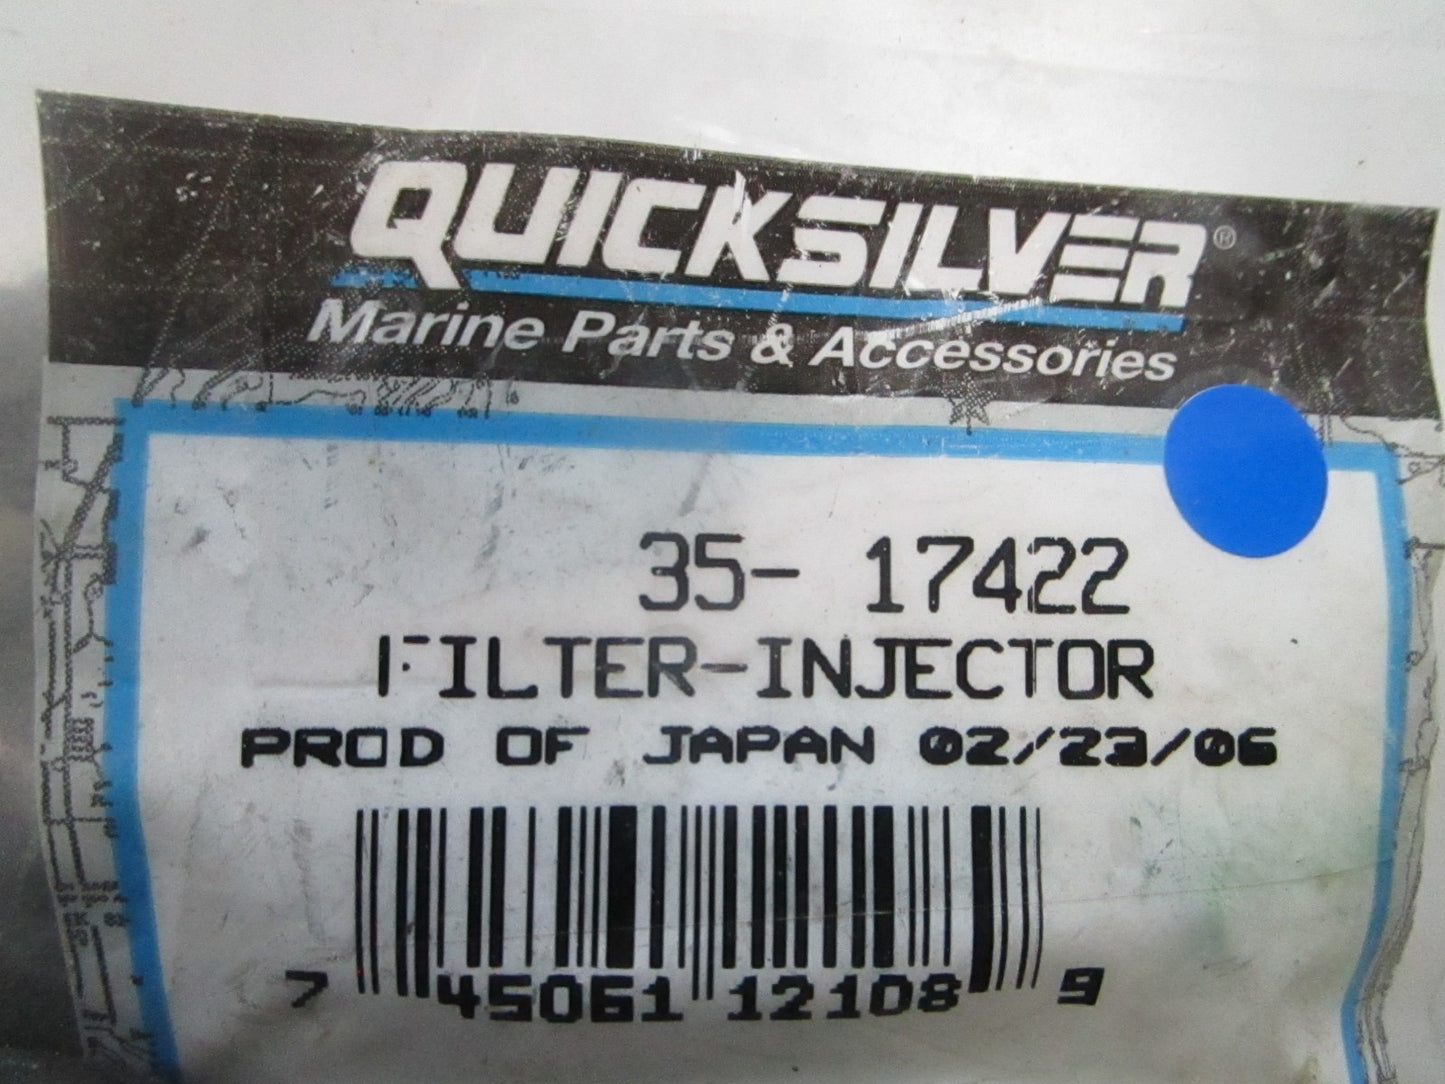 QUICKSILVER®
Marine Parts & Accessories
35- 17422
FILTER-INJECTOR
PROD OF JAPAN 02/23/06
7 45061 12108 9